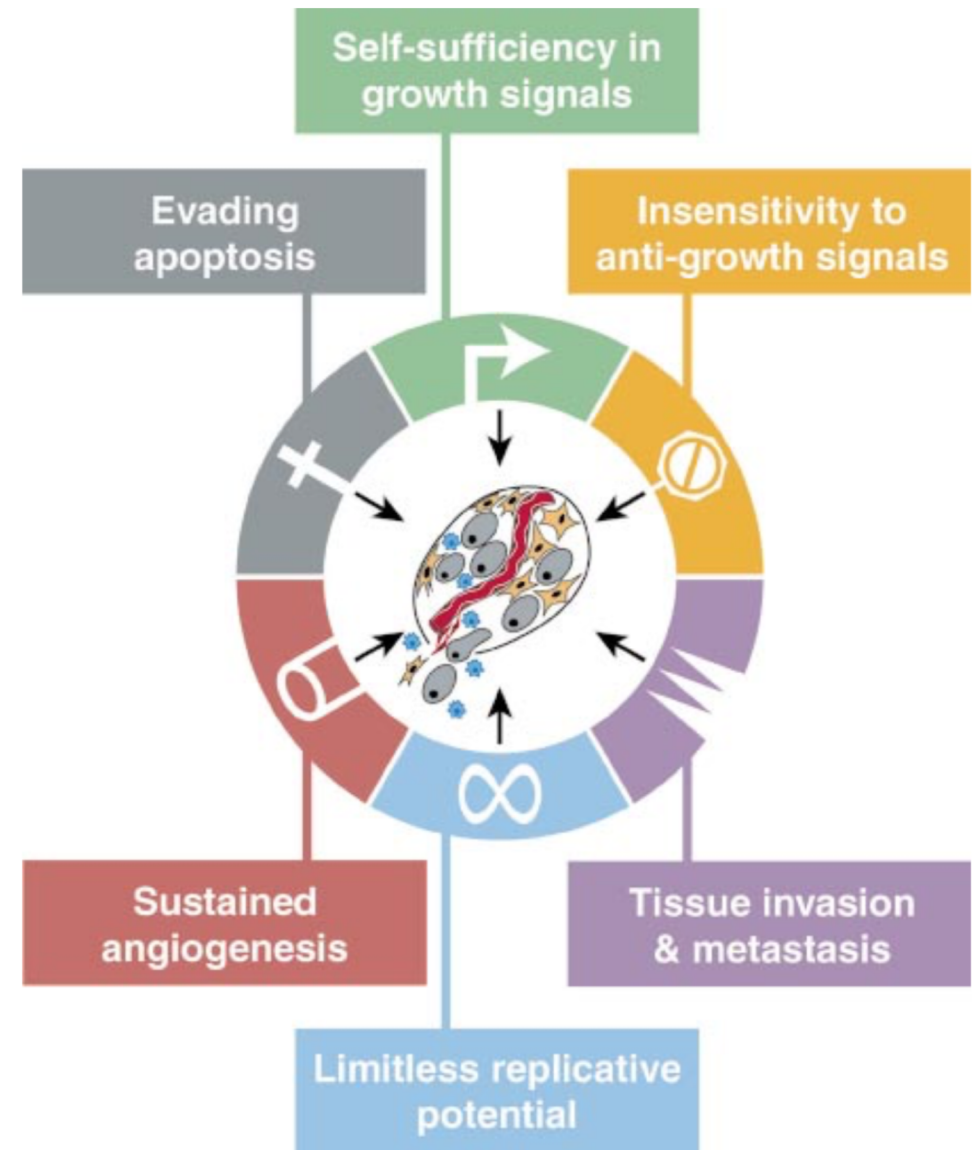 Self-sufficiency in
growth signals
Evading
apoptosis
Insensitivity to
anti-growth signals
Sustained
angiogenesis
Tissue invasion
& metastasis
Limitless replicative
potential